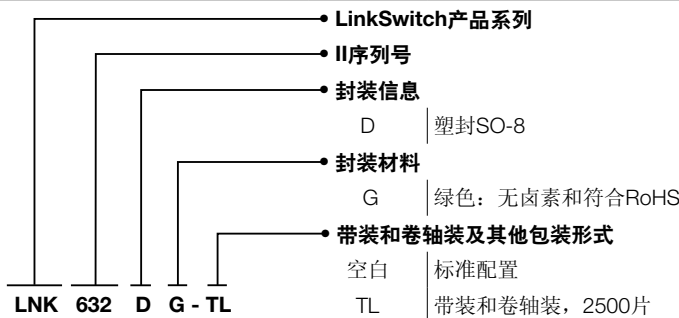 LinkSwitch产品系列
II序列号
封装信息
D 塑封SO-8
封装材料
G 绿色：无卤素和符合RoHS
带装和卷轴装及其他包装形式
空白 标准配置
TL 带装和卷轴装，2500片
LNK 632 D G - TL